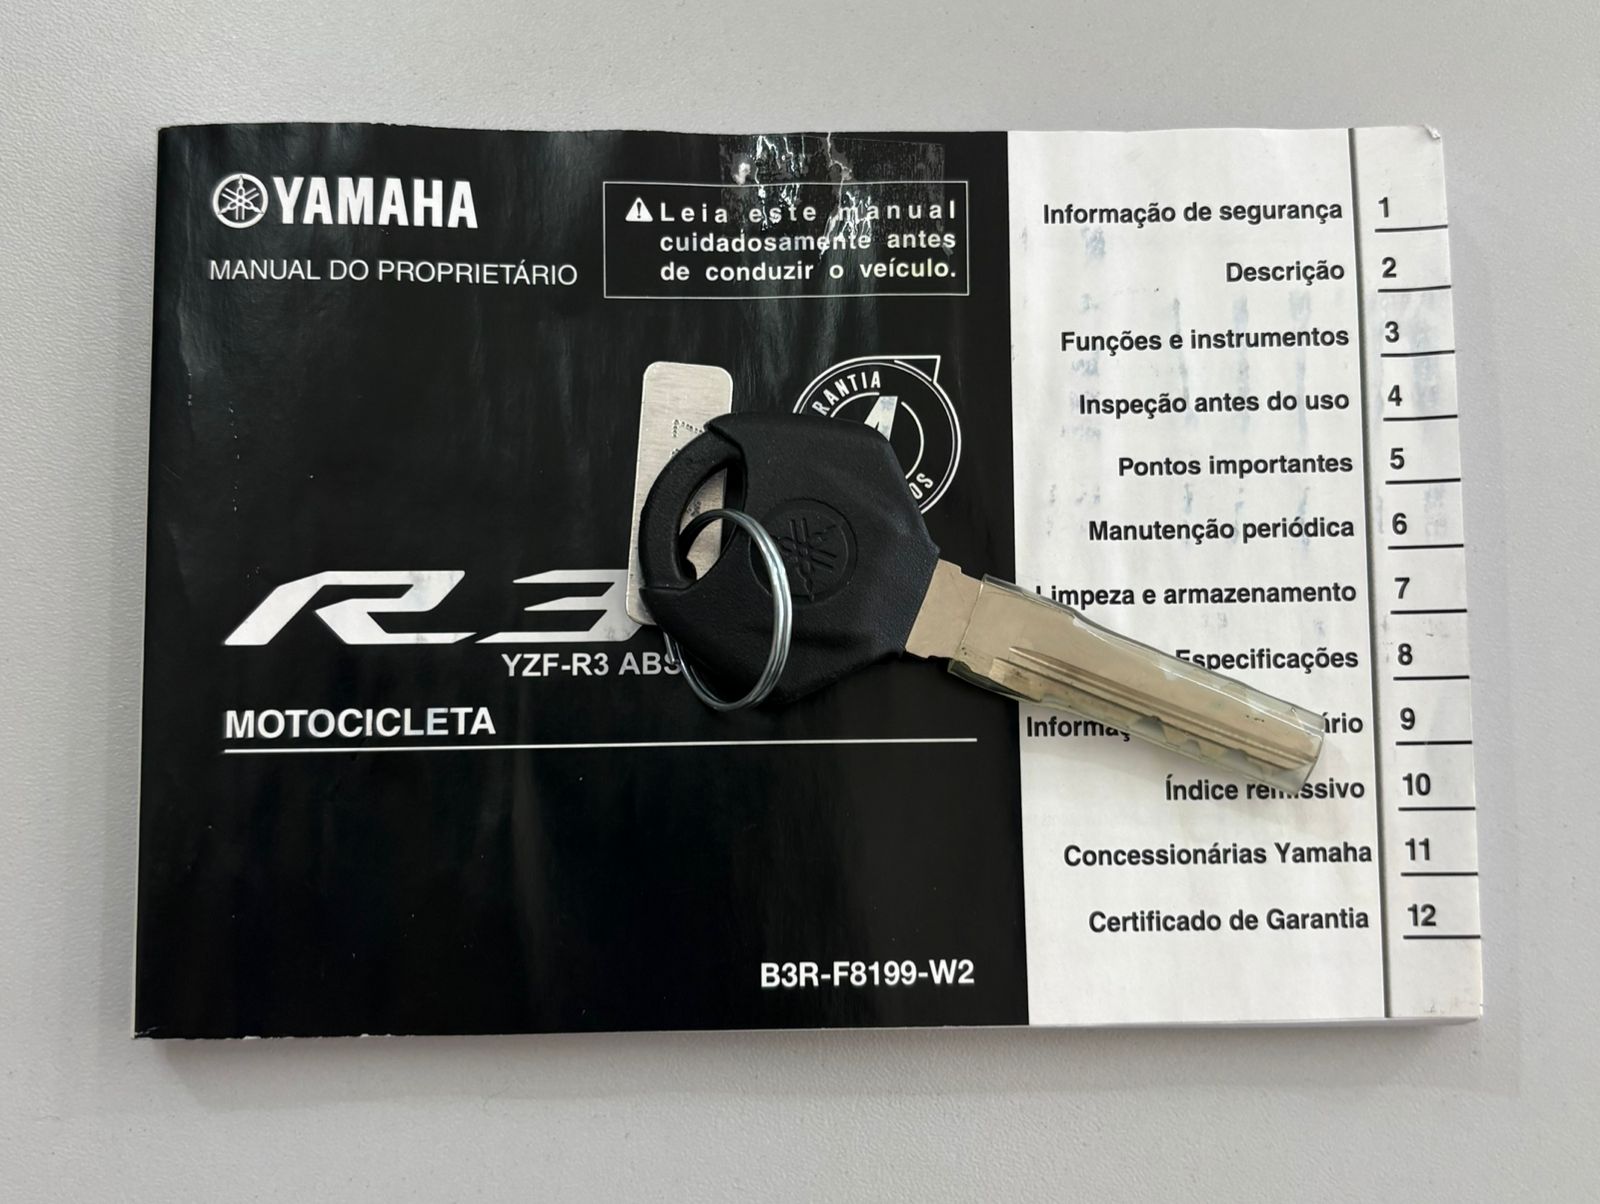 YAMAHA
MANUAL DO PROPRIETÁRIO
Leia este manual
cuidadosamente antes
de conduzir o veículo.
4
R3
YZF-R3 ABS
MOTOCICLETA
B3R-F8199-W2
Informação de segurança 1
Descrição 2
Funções e instrumentos 3
Inspeção antes do uso 4
Pontos importantes 5
Manutenção periódica 6
Limpeza e armazenamento 7
Especificações 8
9
Índice remissivo 10
Concessionárias Yamaha 11
Certificado de Garantia 12